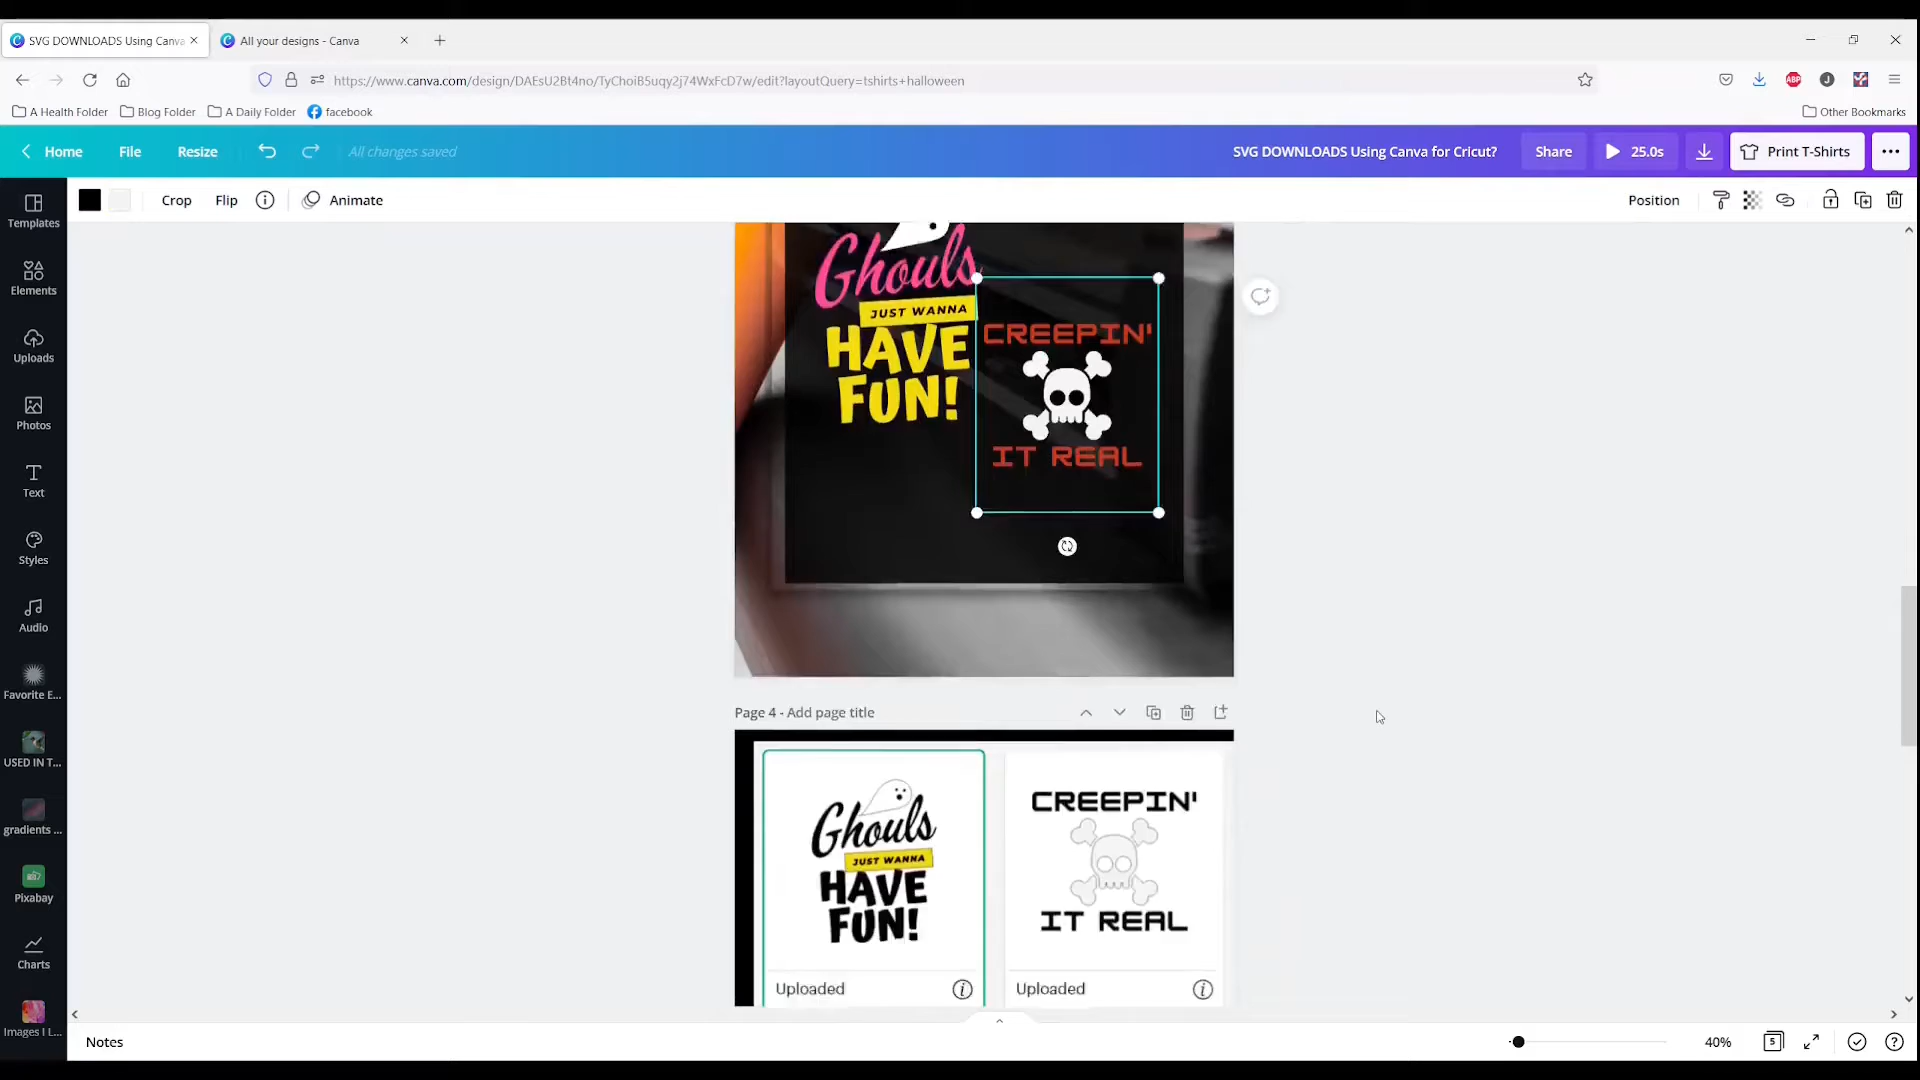 SVG DOWNLOADS Using Canva
All your designs - Canva
https://www.canva.com/design/DAEsU2Bt4no/TyChoiB5uqy2j74WxFcD7w/edit?layoutQuery=tshirts+halloween
ABP
J
A Health Folder
Blog Folder
A Daily Folder
facebook
Other Bookmarks
Home
File
Resize
All changes saved
SVG DOWNLOADS Using Canva for Cricut?
Share
25.0s
Print T-Shirts
Crop
Flip
Animate
Position
Templates
Elements
Uploads
Photos
Text
Styles
Audio
Favorite E...
USED IN T...
gradients ...
Pixabay
Charts
Images I L...
Ghouls
JUST WANNA
HAVE
FUN!
CREEPIN'
IT REAL
Page 4 - Add page title
Ghouls
JUST WANNA
HAVE
FUN!
Uploaded
CREEPIN'
IT REAL
Uploaded
Notes
40%
5